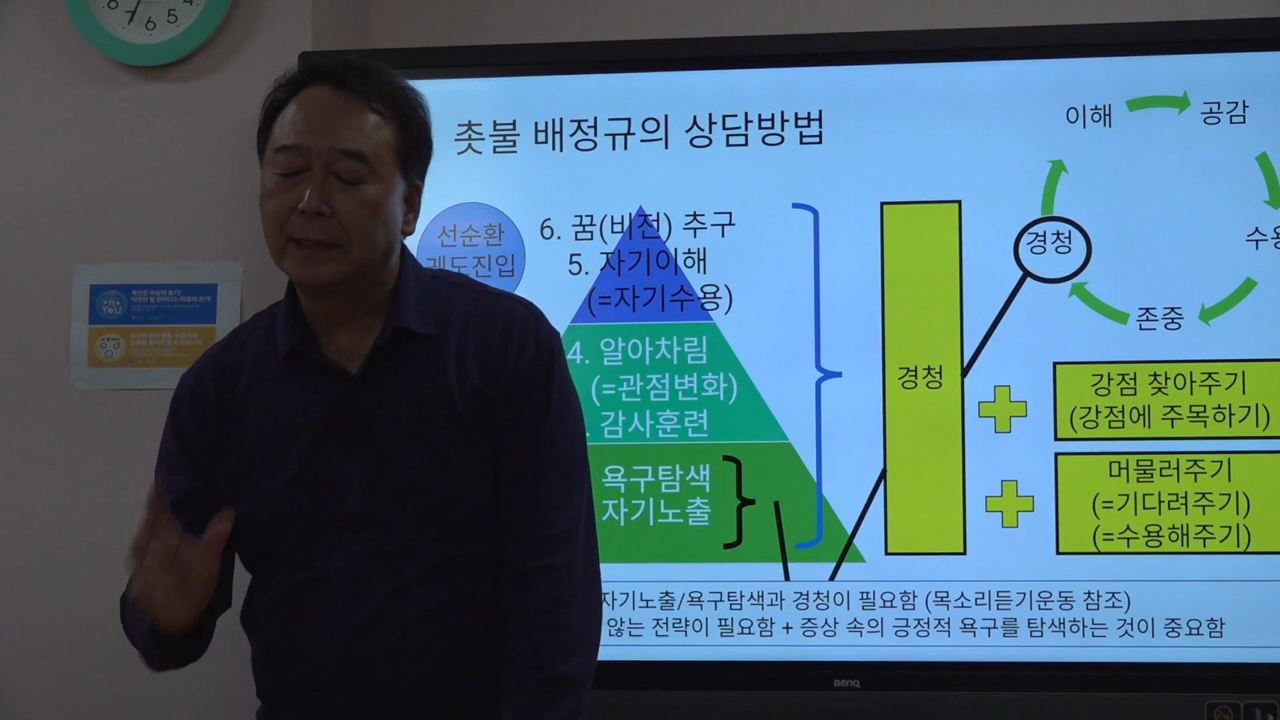 촛불 배정규의 상담방법
선순환
궤도진입
6. 꿈(비전) 추구
5. 자기이해
(=자기수용)
4. 알아차림
(=관점변화)
감사훈련
욕구탐색
자기노출
경청
이해
공감
경청
존중
강점 찾아주기
(강점에 주목하기)
머물러주기
(=기다려주기)
(=수용해주기)
자기노출/욕구탐색과 경청이 필요함 (목소리듣기운동 참조)
않는 전략이 필요함 + 증상 속의 긍정적 욕구를 탐색하는 것이 중요함
BenQ
7 6 5